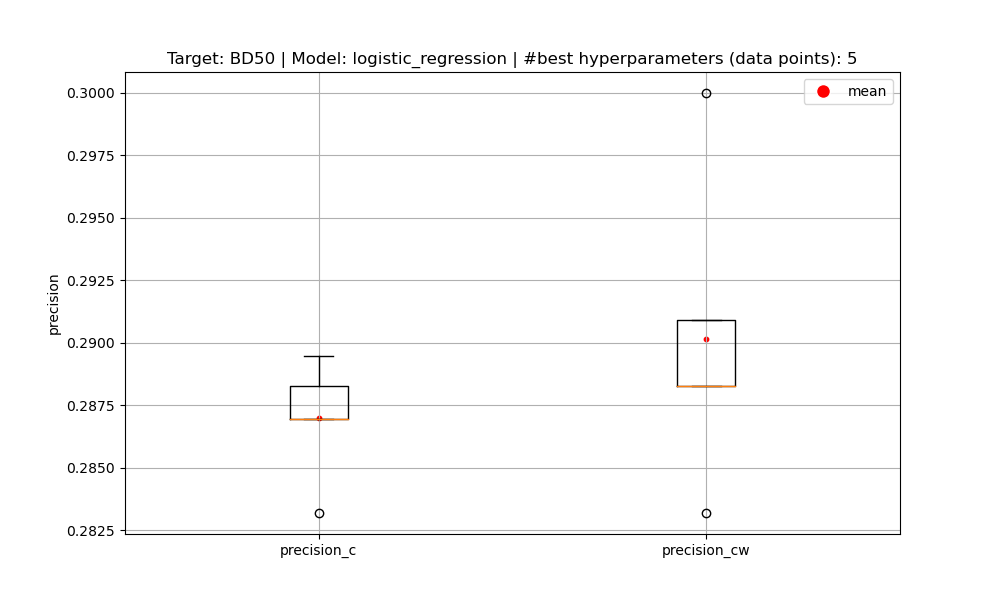 Target: BD50 | Model: logistic_regression | #best hyperparameters (data points): 5
mean
precision
0.3000
0.2975
0.2950
0.2925
0.2900
0.2875
0.2850
0.2825
precision_c
precision_cw